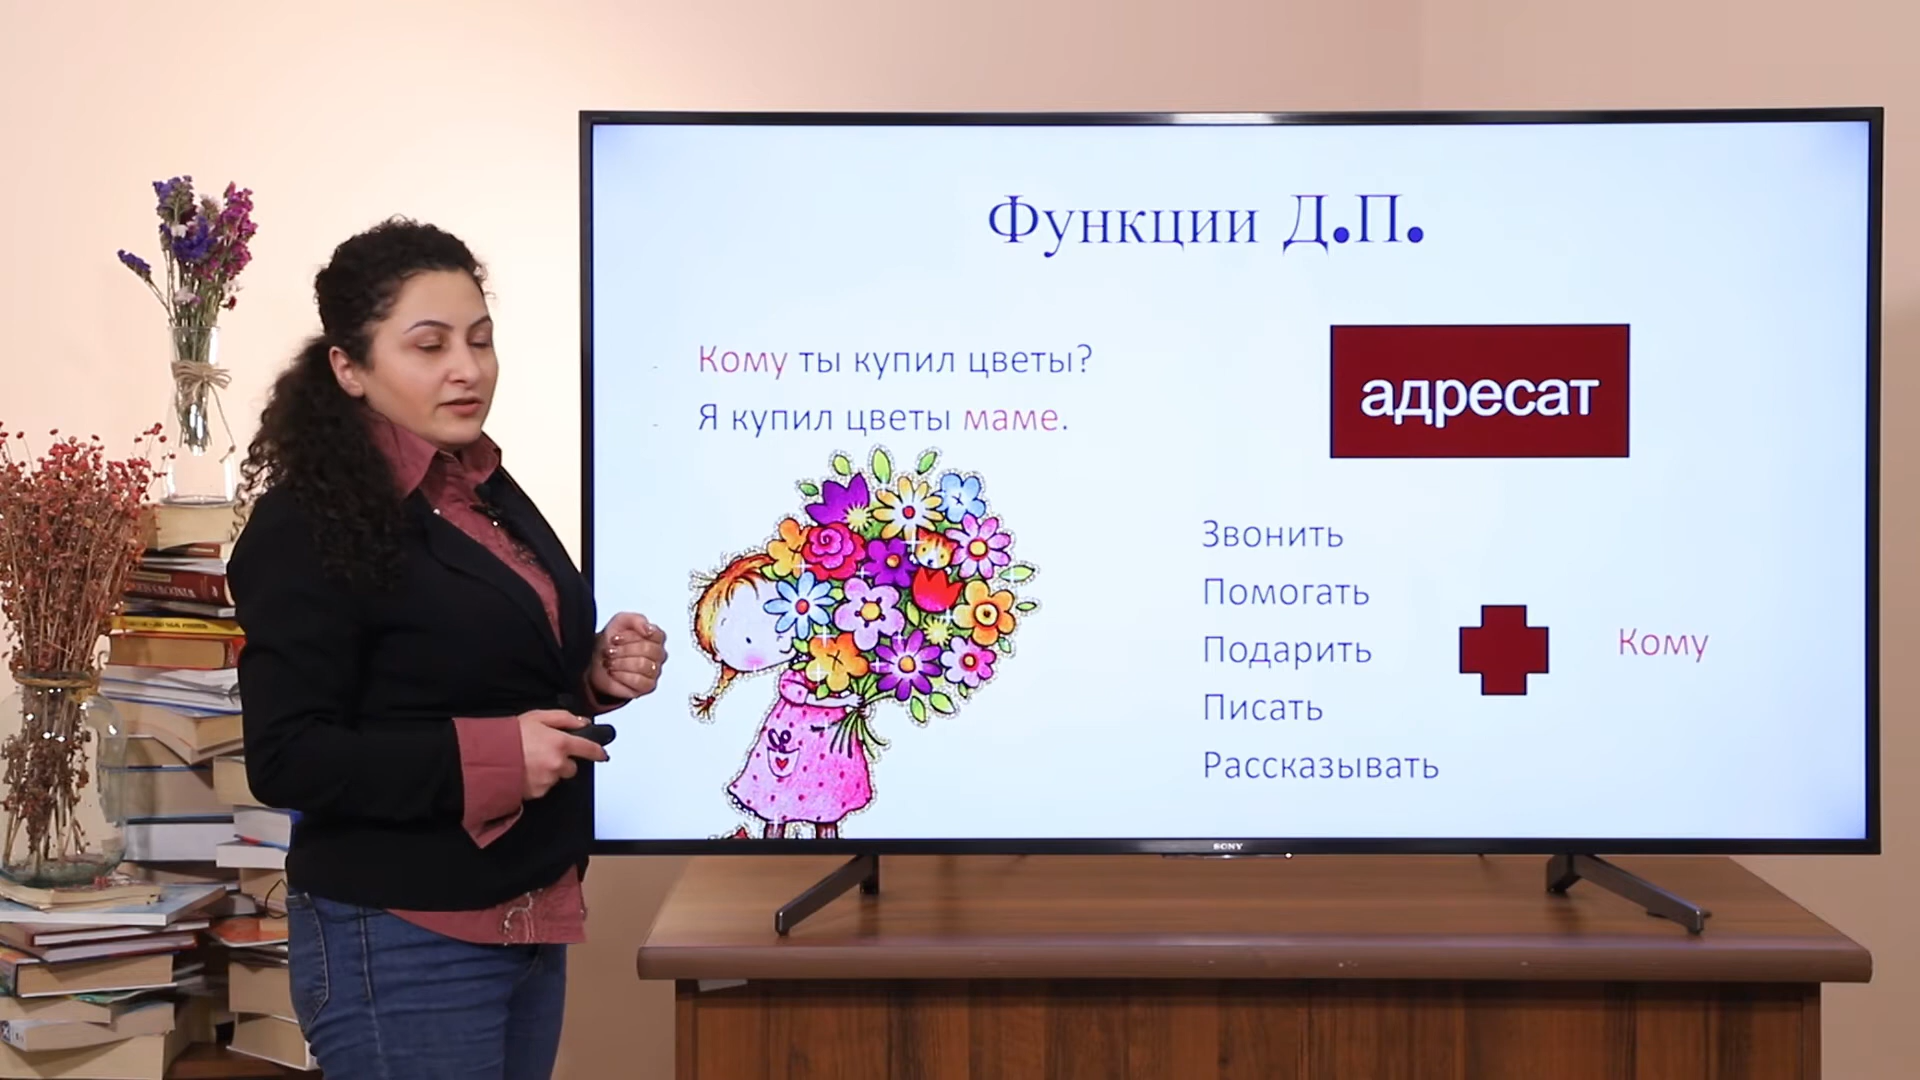 Функции Д.П.
- Кому ты купил цветы?
- Я купил цветы маме.
адресат
Звонить
Помогать
Подарить
Писать
Рассказывать
Кому
SONY